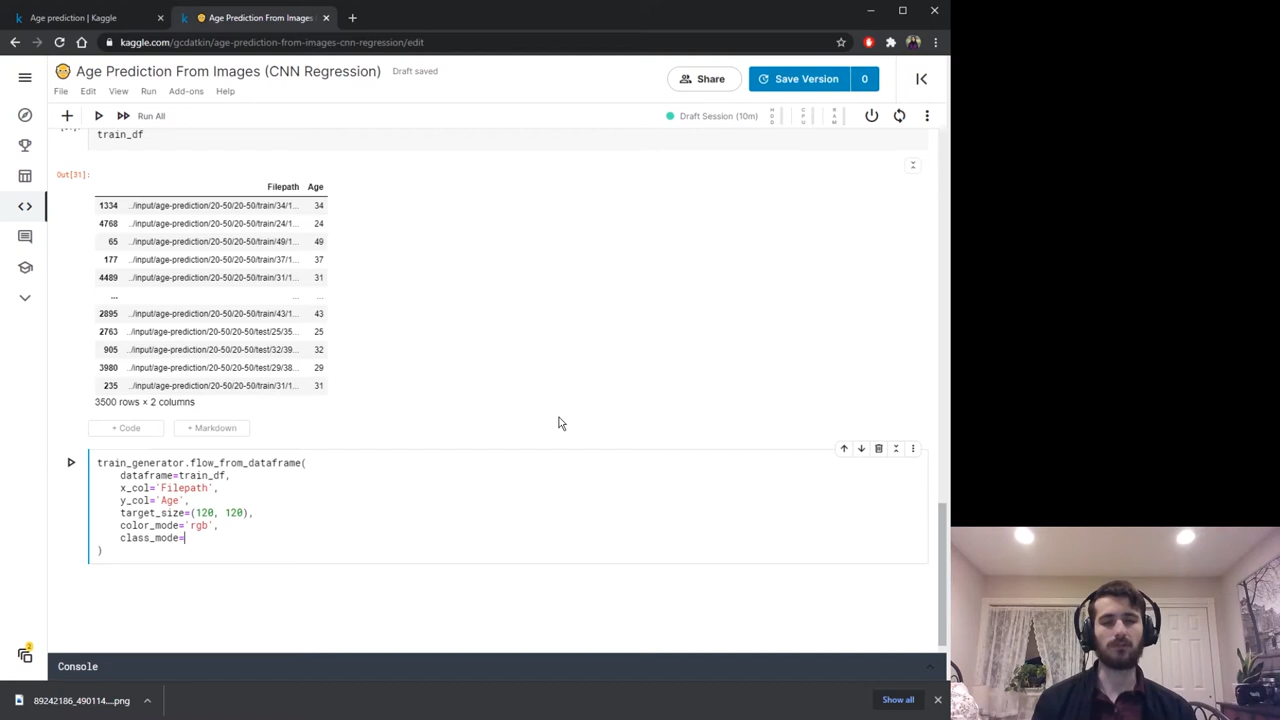 Age prediction | Kaggle
Age Prediction From Images
kaggle.com/gcdatkin/age-prediction-from-images-cnn-regression/edit
Age Prediction From Images (CNN Regression)
Draft saved
Share
Save Version
0
File
Edit
View
Run
Add-ons
Help
Run All
Draft Session (10m)
HDD
CPU
RAM
train_df
Out[31]:
Filepath Age
1334 ../input/age-prediction/20-50/20-50/train/34/1... 34
4768 ../input/age-prediction/20-50/20-50/train/24/1... 24
65 ../input/age-prediction/20-50/20-50/train/49/1... 49
177 ../input/age-prediction/20-50/20-50/train/37/1... 37
4489 ../input/age-prediction/20-50/20-50/train/31/1... 31
... ... ...
2895 ../input/age-prediction/20-50/20-50/train/43/1... 43
2763 ../input/age-prediction/20-50/20-50/test/25/35... 25
905 ../input/age-prediction/20-50/20-50/test/32/39... 32
3980 ../input/age-prediction/20-50/20-50/test/29/38... 29
235 ../input/age-prediction/20-50/20-50/train/31/1... 31
3500 rows × 2 columns
+ Code
+ Markdown
train_generator.flow_from_dataframe(
dataframe=train_df,
x_col='Filepath',
y_col='Age',
target_size=(120, 120),
color_mode='rgb',
class_mode=
)
Console
89242186_490114....png
Show all